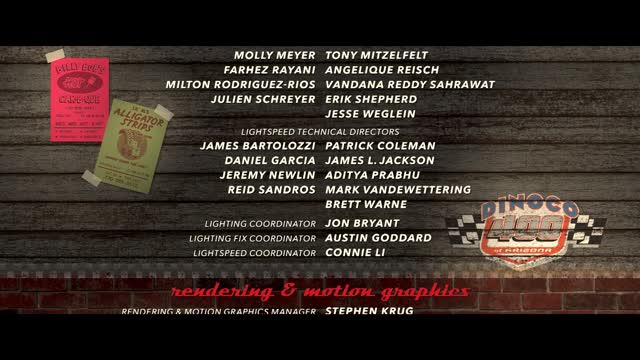 MOLLY MEYER TONY MITZELFELT
FARHEZ RAYANI ANGELIQUE REISCH
MILTON RODRIGUEZ-RIOS VANDANA REDDY SAHRAWAT
JULIEN SCHREYER ERIK SHEPHERD
JESSE WEGLEIN
LIGHTSPEED TECHNICAL DIRECTORS
JAMES BARTOLOZZI PATRICK COLEMAN
DANIEL GARCIA JAMES L. JACKSON
JEREMY NEWLIN ADITYA PRABHU
REID SANDROS MARK VANDEWETTERING
BRETT WARNE
LIGHTING COORDINATOR JON BRYANT
LIGHTING FIX COORDINATOR AUSTIN GODDARD
LIGHTSPEED COORDINATOR CONNIE LI
rendering & motion graphics
RENDERING & MOTION GRAPHICS MANAGER STEPHEN KRUG
ALLIGATOR
STRIPS
DINOCO
400